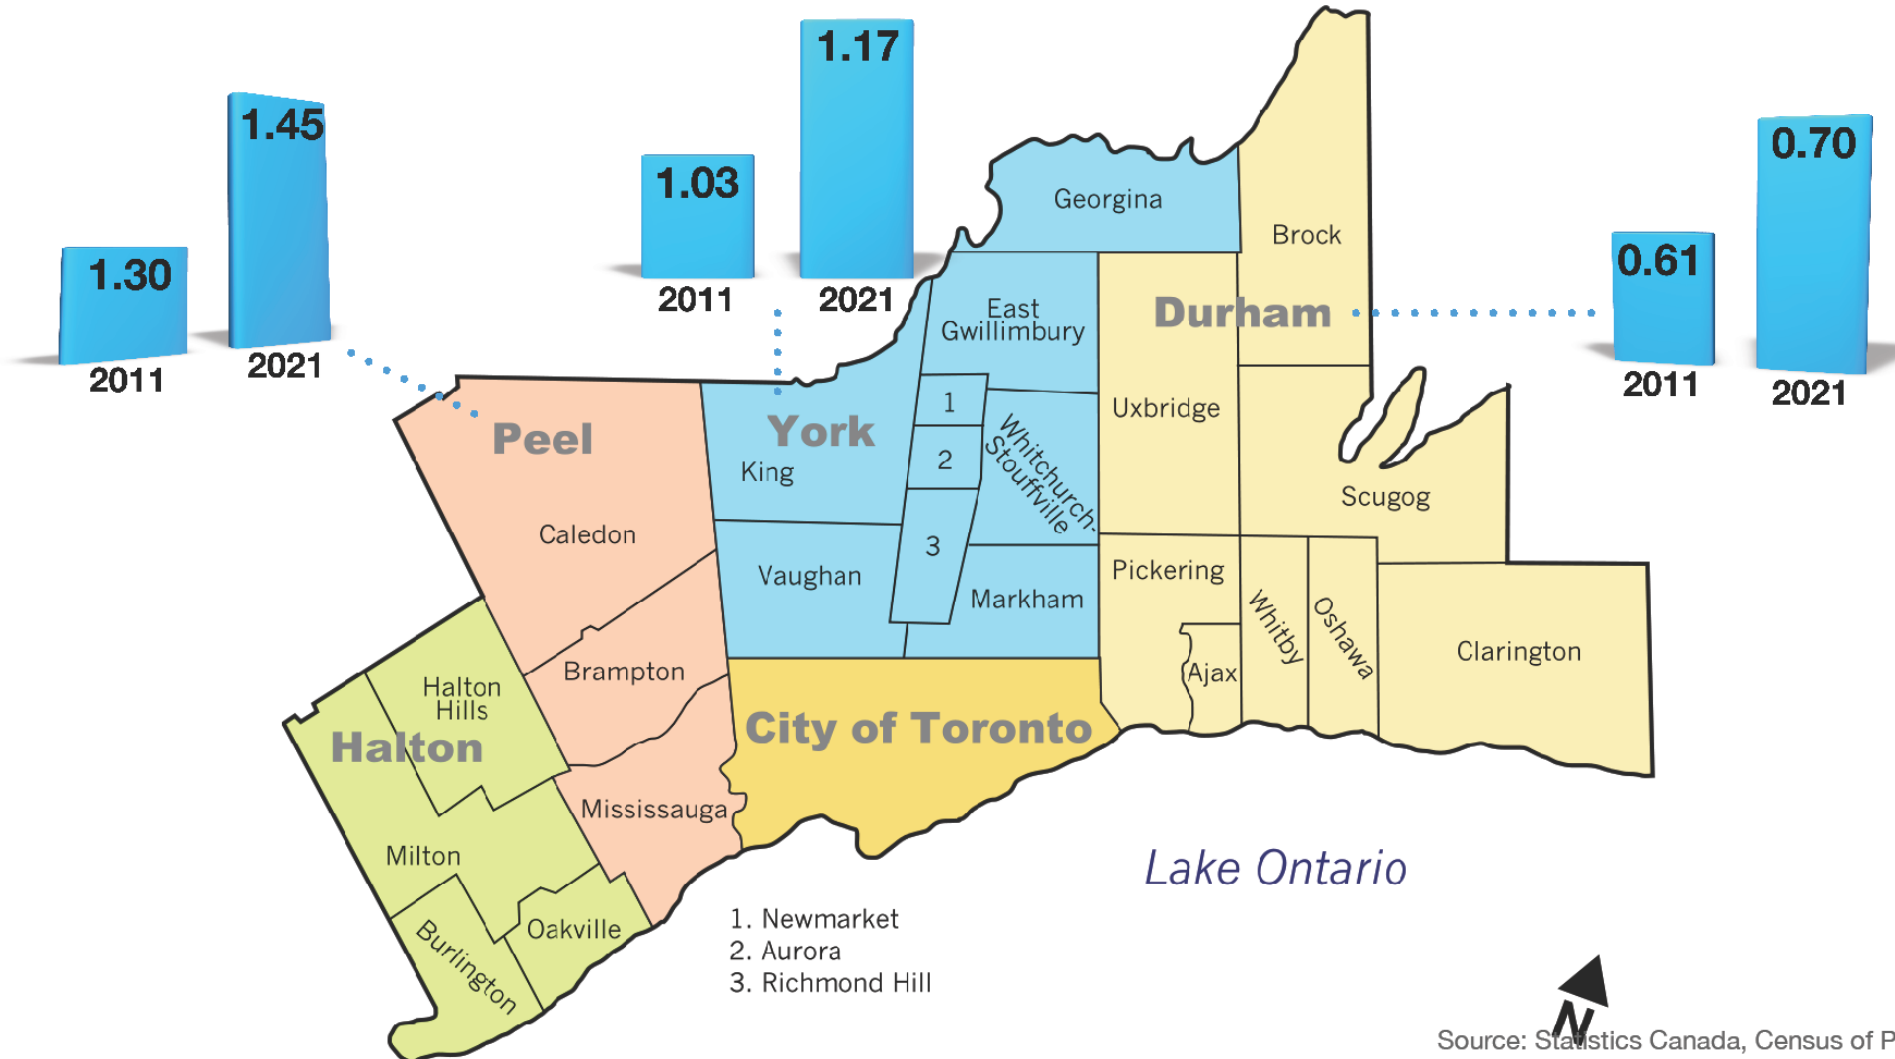 1.30
2011
1.45
2021
1.03
2011
1.17
2021
0.61
2011
0.70
2021
Georgina
Brock
East
Gwillimbury
Durham
Peel
York
King
1
2
3
Whitchurch-
Stouffville
Uxbridge
Scugog
Caledon
Vaughan
Markham
Pickering
Whitby
Oshawa
Ajax
Clarington
Brampton
Halton
Hills
Halton
City of Toronto
Mississauga
Milton
Burlington
Oakville
Lake Ontario
1. Newmarket
2. Aurora
3. Richmond Hill
N
Source: Statistics Canada, Census of P